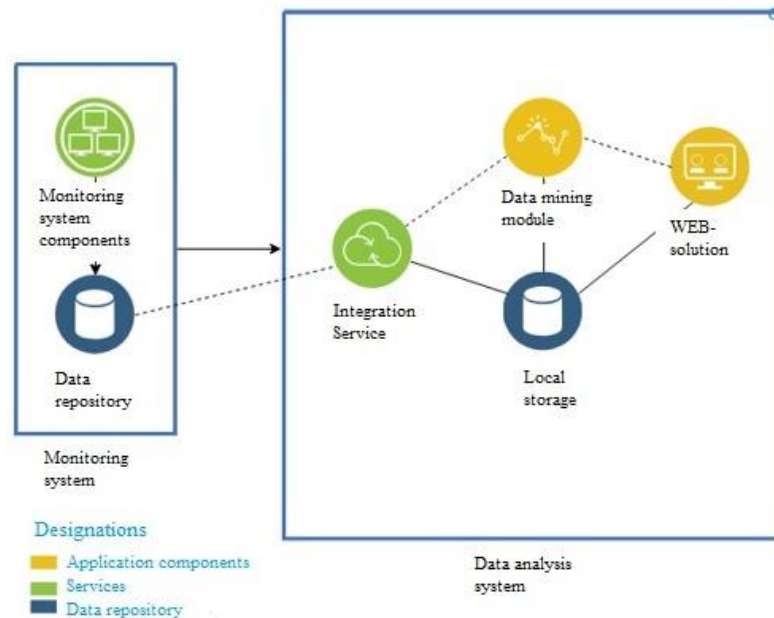 Monitoring
system
components
Data
repository
Monitoring
system
Integration
Service
Data mining
module
WEB-
solution
Local
storage
Data analysis
system
Designations
Application components
Services
Data repository